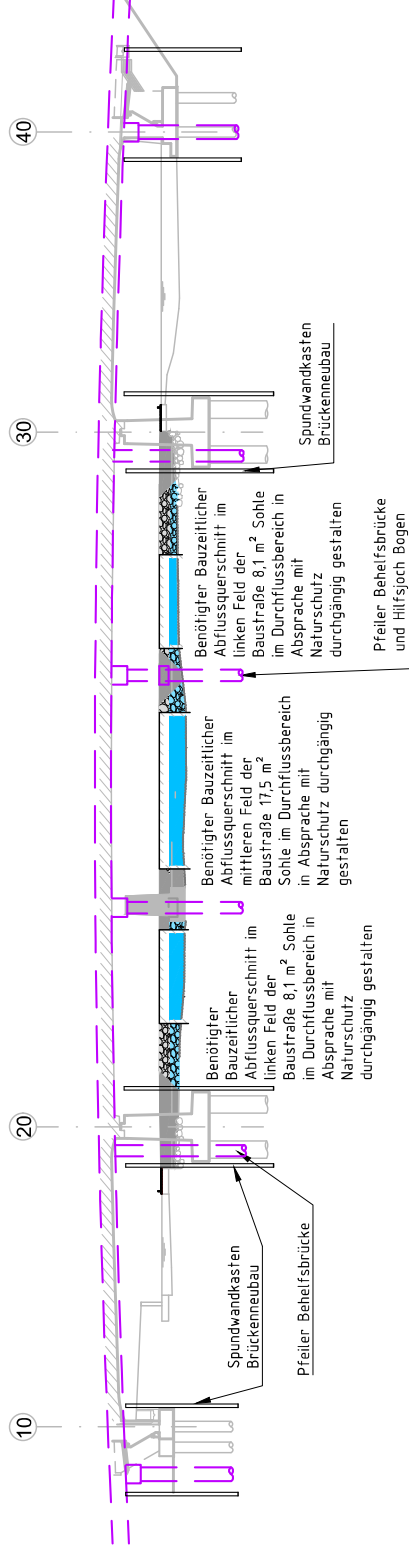 10
20
30
40
Spundwandkasten
Brückenneubau
Pfeiler Behelfsbrücke
Benötigter
Bauzeitlicher
Abflussquerschnitt im
linken Feld der
Baustraße 8,1 m² Sohle
im Durchflussbereich in
Absprache mit
Naturschutz
durchgängig gestalten
Benötigter Bauzeitlicher
Abflussquerschnitt im
mittleren Feld der
Baustraße 17,5 m²
Sohle im Durchflussbereich
in Absprache mit
Naturschutz durchgängig
gestalten
Benötigter Bauzeitlicher
Abflussquerschnitt im
linken Feld der
Baustraße 8,1 m² Sohle
im Durchflussbereich in
Absprache mit
Naturschutz
durchgängig gestalten
Pfeiler Behelfsbrücke
und Hilfsjoch Bogen
Spundwandkasten
Brückenneubau